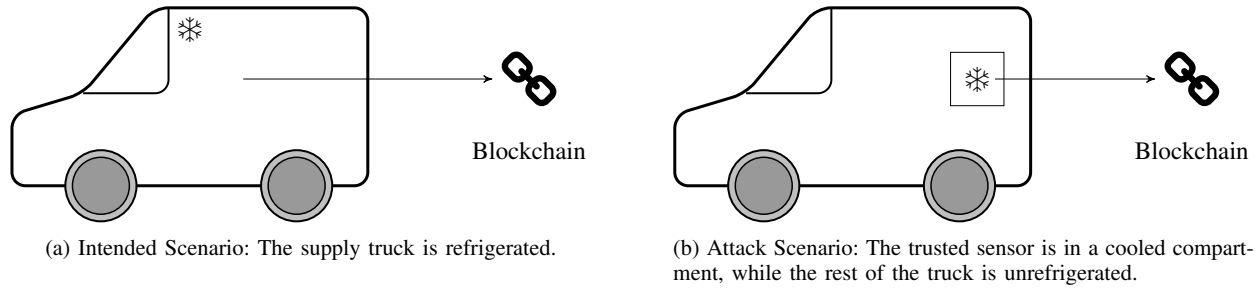 Blockchain
Blockchain
(a) Intended Scenario: The supply truck is refrigerated.
(b) Attack Scenario: The trusted sensor is in a cooled compart-
ment, while the rest of the truck is unrefrigerated.